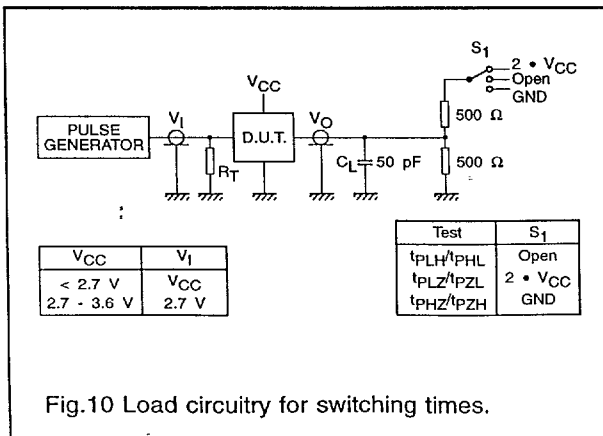 S1
2 • VCC
Open
GND
VCC
500 Ω
VI
VO
PULSE
GENERATOR
D.U.T.
RT
CL
50 pF
500 Ω
VCC VI
< 2.7 V VCC
2.7 - 3.6 V 2.7 V
Test S1
tPLH/tPHL Open
tPLZ/tPZL 2 • VCC
tPHZ/tPZH GND
Fig.10 Load circuitry for switching times.